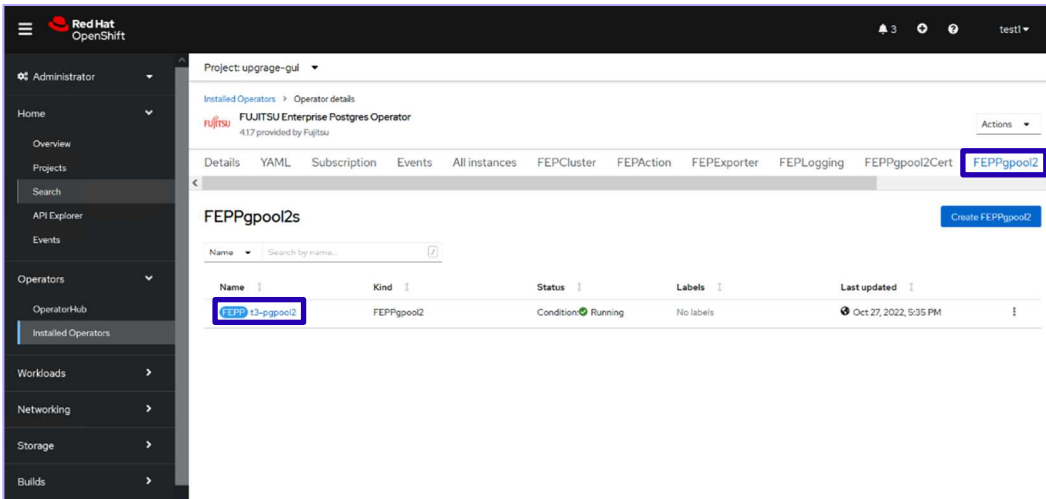 Red Hat
OpenShift
3
test1
Administrator
Home
Overview
Projects
Search
API Explorer
Events
Operators
OperatorHub
Installed Operators
Workloads
Networking
Storage
Builds
Project: upgrage-gui
Installed Operators > Operator details
FUJITSU
FUJITSU Enterprise Postgres Operator
4.1.7 provided by Fujitsu
Actions
Details YAML Subscription Events All instances FEPCluster FEPAction FEPExporter FEPLogging FEPPgpool2Cert FEPPgpool2
FEPPgpool2s
Create FEPPgpool2
Name Search by name... /
Name Kind Status Labels Last updated
FEPP t3-pgpool2 FEPPgpool2 Condition: Running No labels Oct 27, 2022, 5:35 PM